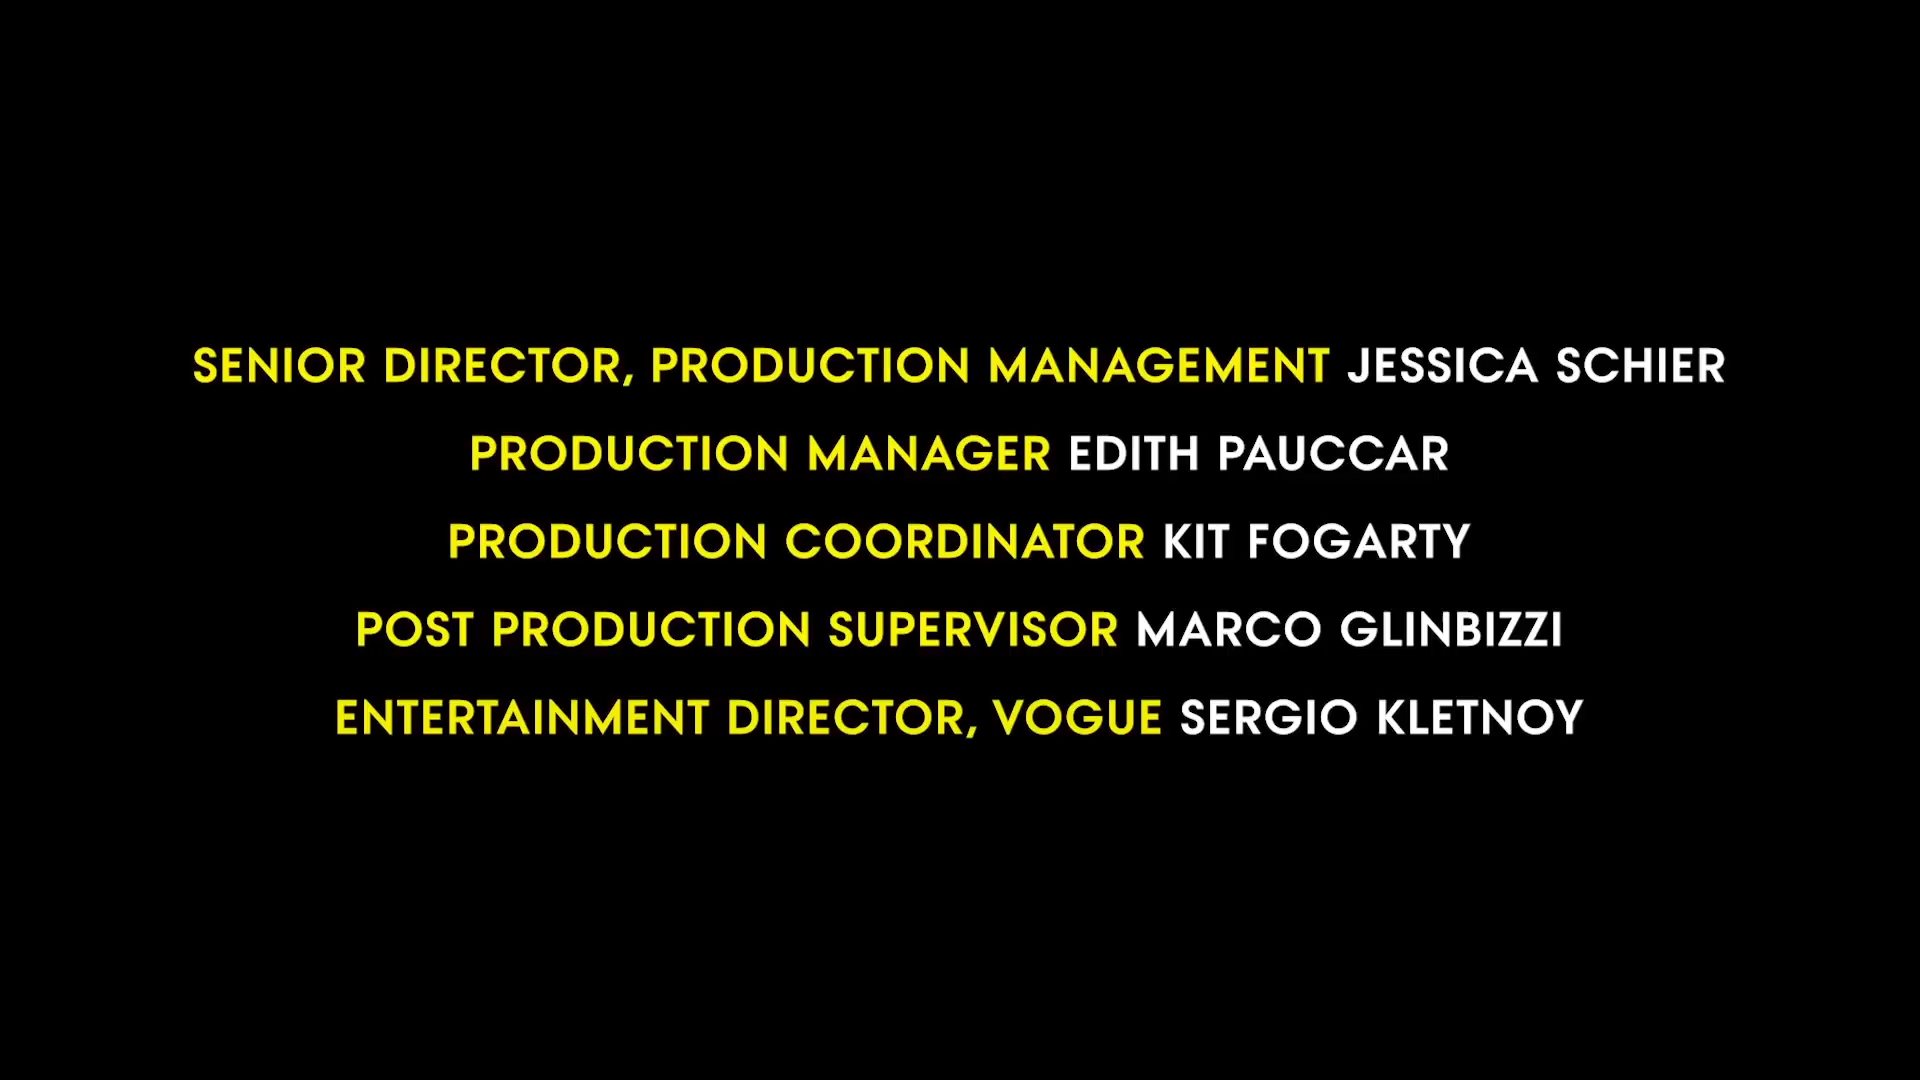 SENIOR DIRECTOR, PRODUCTION MANAGEMENT JESSICA SCHIER
PRODUCTION MANAGER EDITH PAUCCAR
PRODUCTION COORDINATOR KIT FOGARTY
POST PRODUCTION SUPERVISOR MARCO GLINBIZZI
ENTERTAINMENT DIRECTOR, VOGUE SERGIO KLETNOY